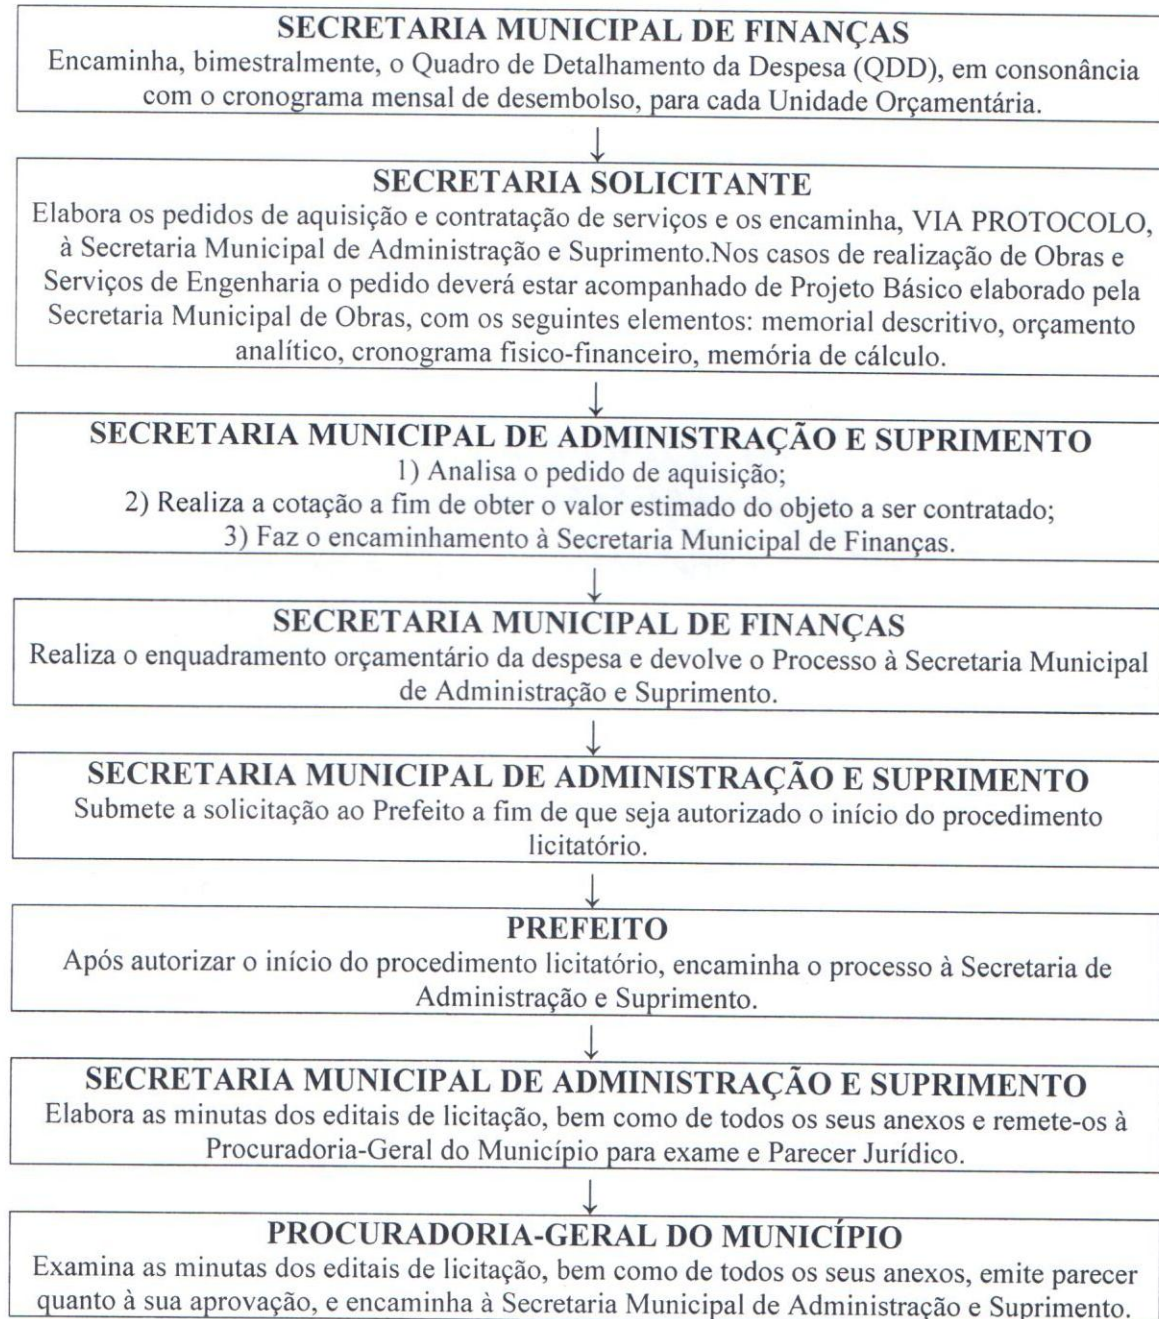 SECRETARIA MUNICIPAL DE FINANÇAS
Encaminha, bimestralmente, o Quadro de Detalhamento da Despesa (QDD), em consonância
com o cronograma mensal de desembolso, para cada Unidade Orçamentária.
↓
SECRETARIA SOLICITANTE
Elabora os pedidos de aquisição e contratação de serviços e os encaminha, VIA PROTOCOLO,
à Secretaria Municipal de Administração e Suprimento.Nos casos de realização de Obras e
Serviços de Engenharia o pedido deverá estar acompanhado de Projeto Básico elaborado pela
Secretaria Municipal de Obras, com os seguintes elementos: memorial descritivo, orçamento
analítico, cronograma fisico-financeiro, memória de cálculo.
↓
SECRETARIA MUNICIPAL DE ADMINISTRAÇÃO E SUPRIMENTO
1) Analisa o pedido de aquisição;
2) Realiza a cotação a fim de obter o valor estimado do objeto a ser contratado;
3) Faz o encaminhamento à Secretaria Municipal de Finanças.
↓
SECRETARIA MUNICIPAL DE FINANÇAS
Realiza o enquadramento orçamentário da despesa e devolve o Processo à Secretaria Municipal
de Administração e Suprimento.
↓
SECRETARIA MUNICIPAL DE ADMINISTRAÇÃO E SUPRIMENTO
Submete a solicitação ao Prefeito a fim de que seja autorizado o início do procedimento
licitatório.
↓
PREFEITO
Após autorizar o início do procedimento licitatório, encaminha o processo à Secretaria de
Administração e Suprimento.
↓
SECRETARIA MUNICIPAL DE ADMINISTRAÇÃO E SUPRIMENTO
Elabora as minutas dos editais de licitação, bem como de todos os seus anexos e remete-os à
Procuradoria-Geral do Município para exame e Parecer Jurídico.
↓
PROCURADORIA-GERAL DO MUNICÍPIO
Examina as minutas dos editais de licitação, bem como de todos os seus anexos, emite parecer
quanto à sua aprovação, e encaminha à Secretaria Municipal de Administração e Suprimento.